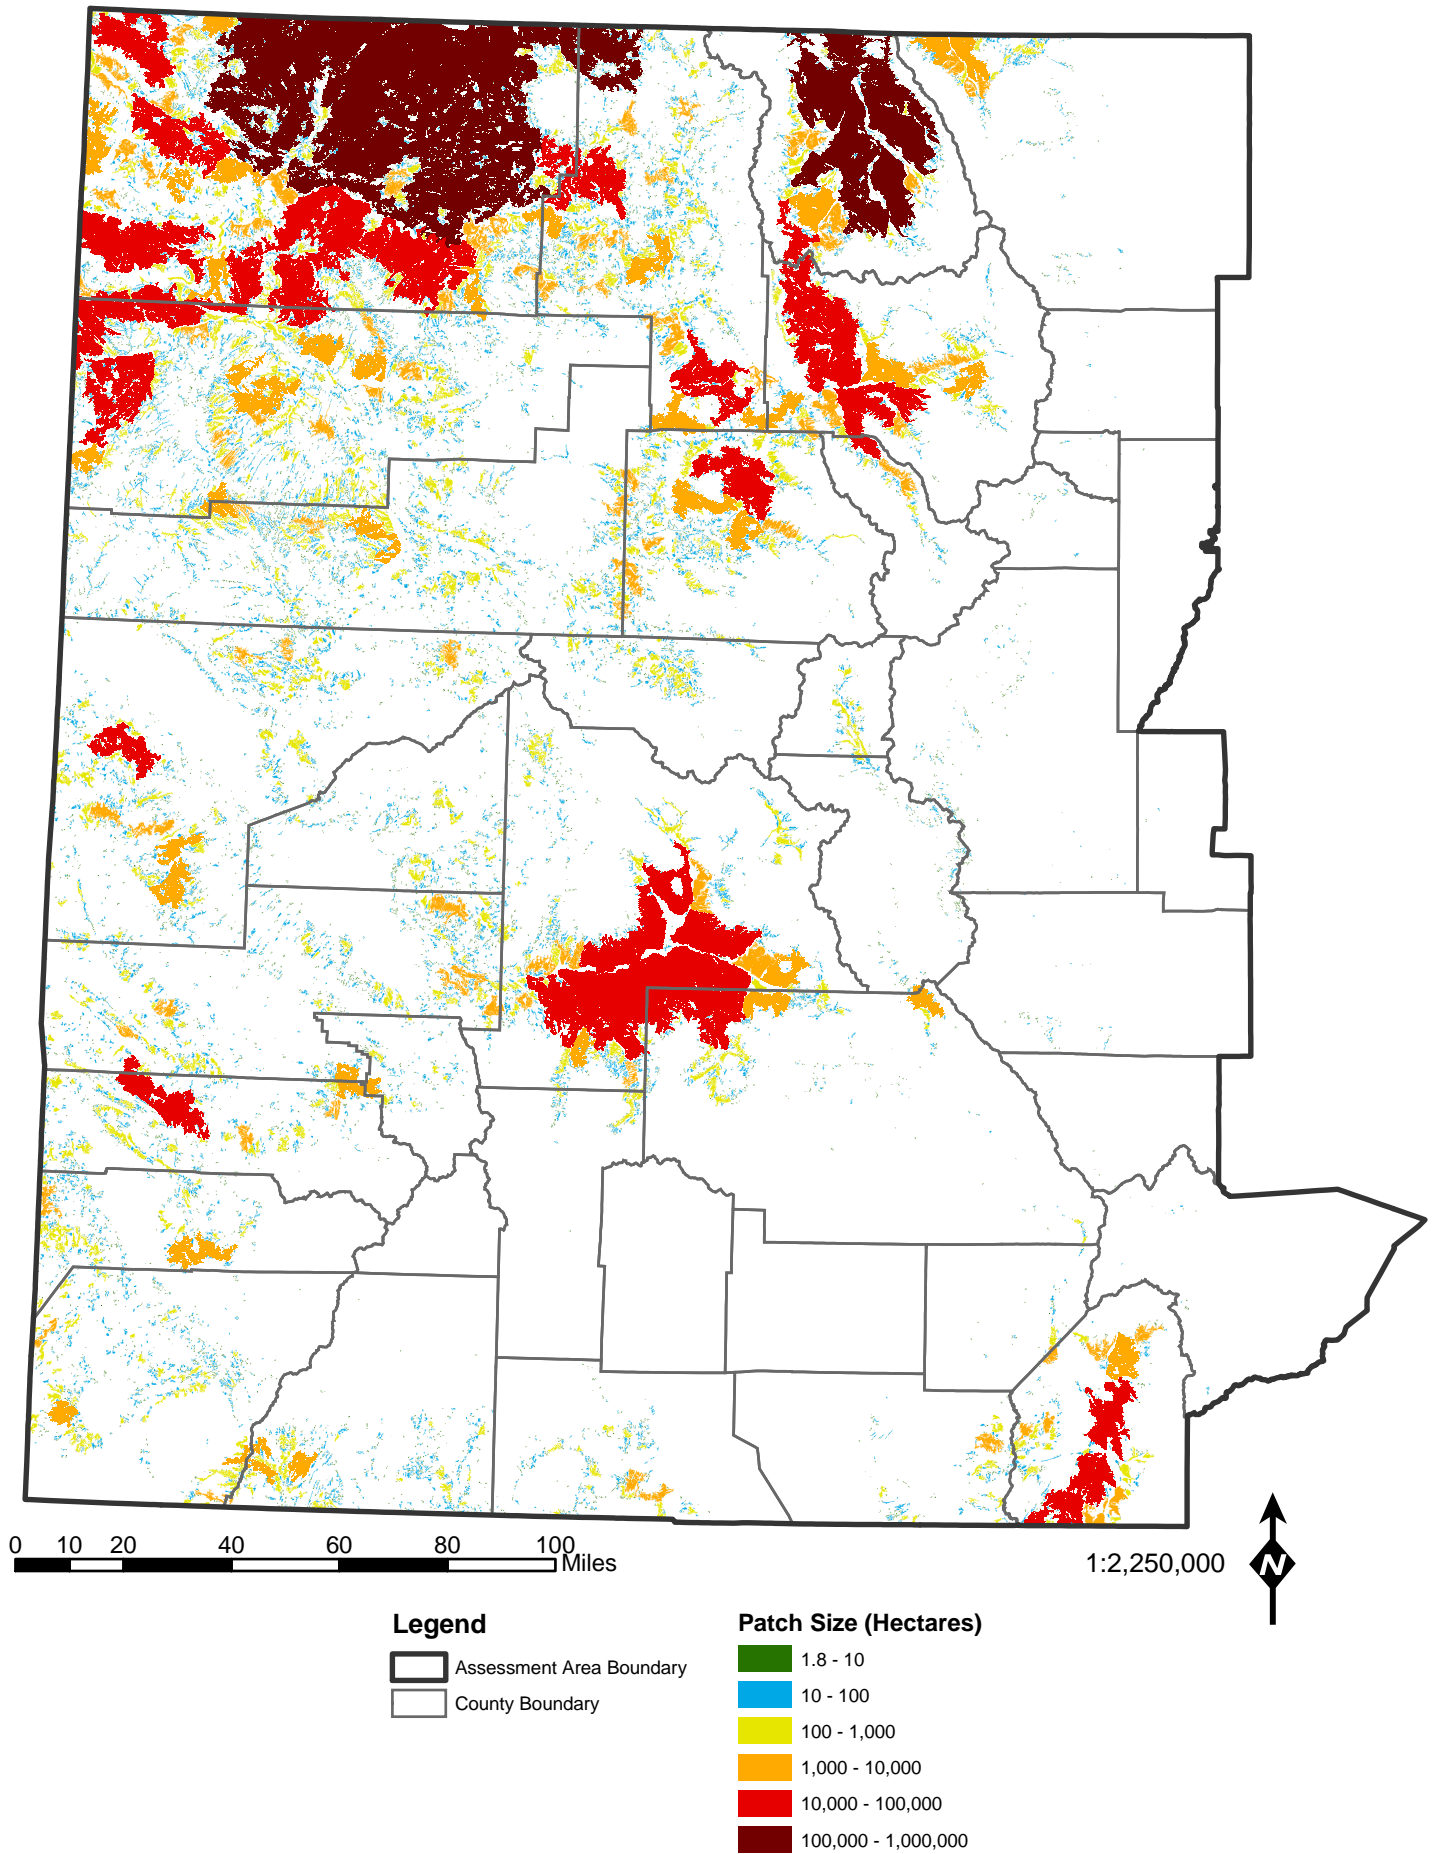 0 10 20 40 60 80 100
Miles
1:2,250,000
N
Legend
Assessment Area Boundary
County Boundary
Patch Size (Hectares)
1.8 - 10
10 - 100
100 - 1,000
1,000 - 10,000
10,000 - 100,000
100,000 - 1,000,000